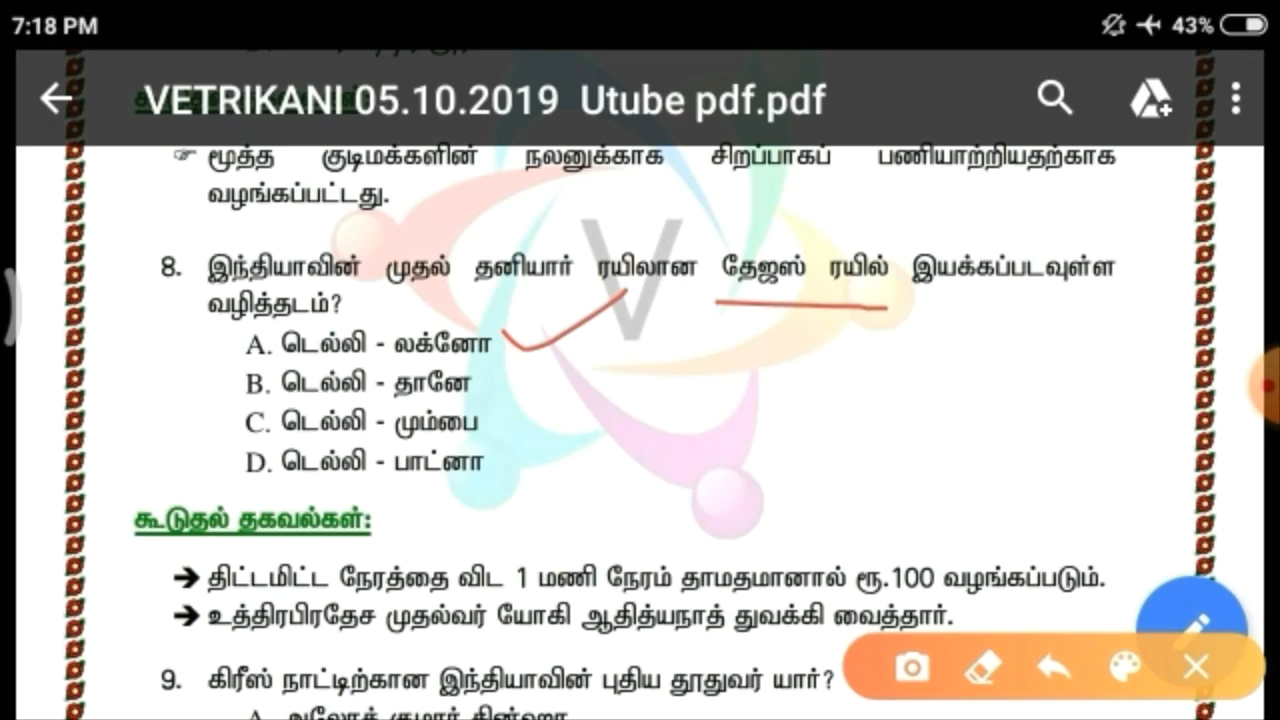 7:18 PM
43%
VETRIKANI 05.10.2019 Utube pdf.pdf
☞ மூத்த குடிமக்களின் நலனுக்காக சிறப்பாகப் பணியாற்றியதற்காக
வழங்கப்பட்டது.
V
8. இந்தியாவின் முதல் தனியார் ரயிலான தேஜஸ் ரயில் இயக்கப்படவுள்ள
வழித்தடம்?
A. டெல்லி - லக்னோ
B. டெல்லி - தானே
C. டெல்லி - மும்பை
D. டெல்லி - பாட்னா
கூடுதல் தகவல்கள்:
➔ திட்டமிட்ட நேரத்தை விட 1 மணி நேரம் தாமதமானால் ரூ.100 வழங்கப்படும்.
➔ உத்திரபிரதேச முதல்வர் யோகி ஆதித்யநாத் துவக்கி வைத்தார்.
9. கிரீஸ் நாட்டிற்கான இந்தியாவின் புதிய தூதுவர் யார்?